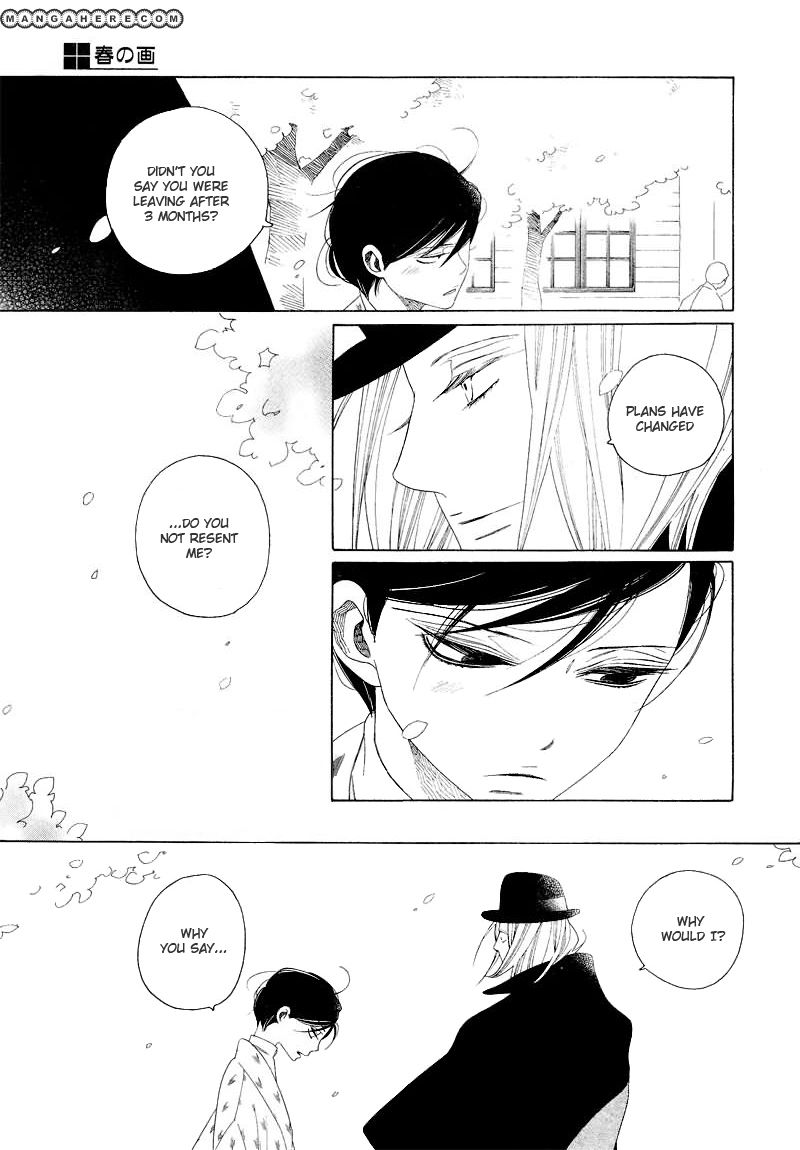 MANGAHERE.COM
春の画
DIDN'T YOU
SAY YOU WERE
LEAVING AFTER
3 MONTHS?
PLANS HAVE
CHANGED
...DO YOU
NOT RESENT
ME?
WHY
WOULD I?
WHY
YOU SAY...